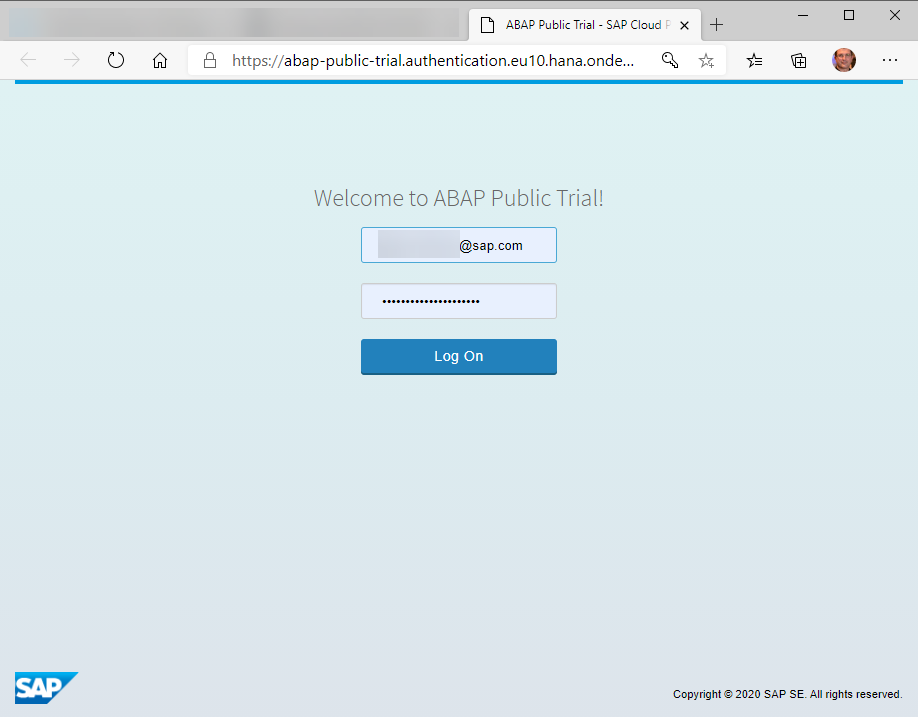 ABAP Public Trial - SAP Cloud P
https://abap-public-trial.authentication.eu10.hana.onde...
Welcome to ABAP Public Trial!
@sap.com
Log On
SAP
Copyright © 2020 SAP SE. All rights reserved.